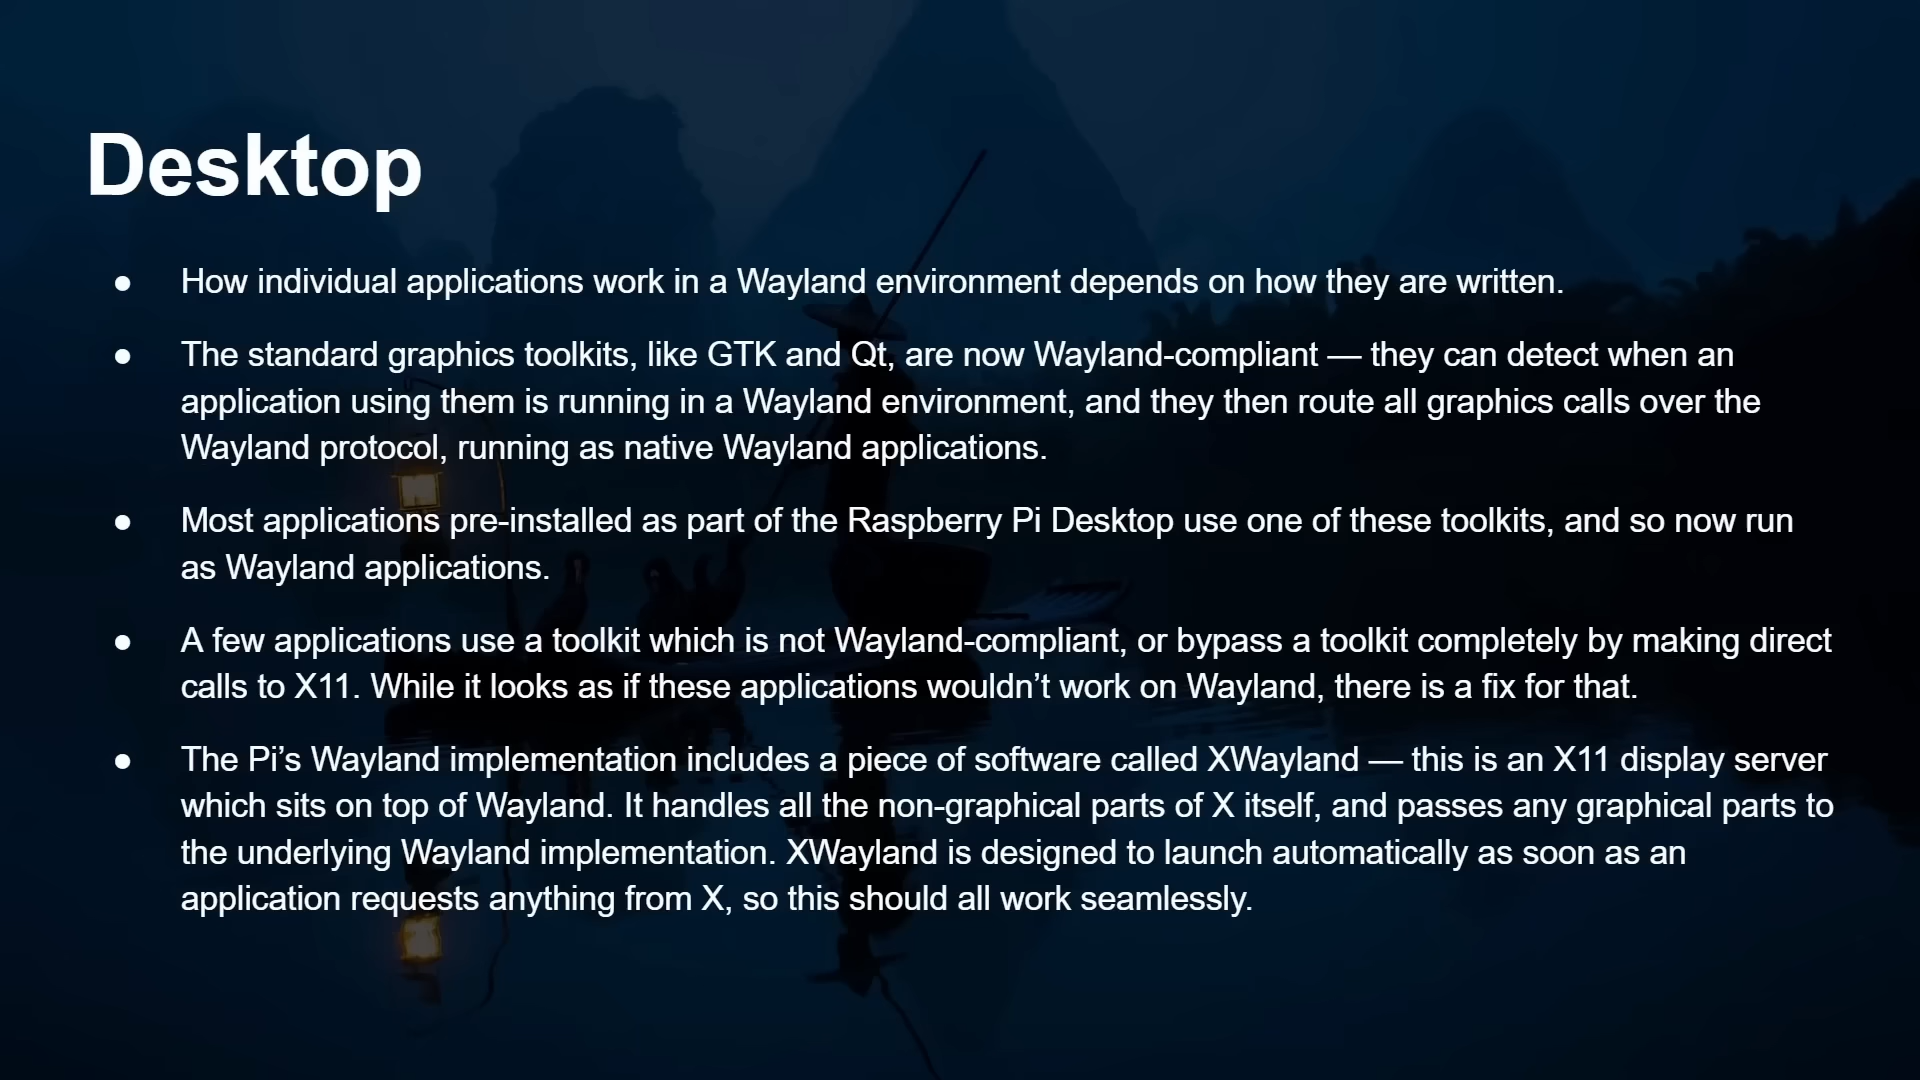 Desktop
● How individual applications work in a Wayland environment depends on how they are written.
● The standard graphics toolkits, like GTK and Qt, are now Wayland-compliant — they can detect when an
application using them is running in a Wayland environment, and they then route all graphics calls over the
Wayland protocol, running as native Wayland applications.
● Most applications pre-installed as part of the Raspberry Pi Desktop use one of these toolkits, and so now run
as Wayland applications.
● A few applications use a toolkit which is not Wayland-compliant, or bypass a toolkit completely by making direct
calls to X11. While it looks as if these applications wouldn’t work on Wayland, there is a fix for that.
● The Pi’s Wayland implementation includes a piece of software called XWayland — this is an X11 display server
which sits on top of Wayland. It handles all the non-graphical parts of X itself, and passes any graphical parts to
the underlying Wayland implementation. XWayland is designed to launch automatically as soon as an
application requests anything from X, so this should all work seamlessly.